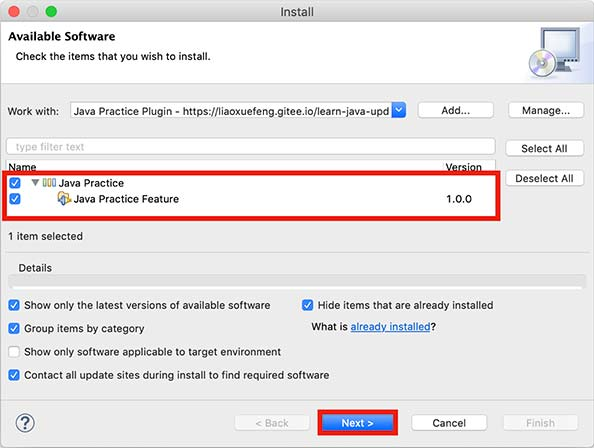 Install
Available Software
Check the items that you wish to install.
Work with: Java Practice Plugin - https://liaoxuefeng.gitee.io/learn-java-upd Add... Manage...
type filter text Select All
Name Version
Deselect All
Java Practice
Java Practice Feature 1.0.0
1 item selected
Details
Show only the latest versions of available software Hide items that are already installed
Group items by category What is already installed?
Show only software applicable to target environment
Contact all update sites during install to find required software
? < Back Next > Cancel Finish